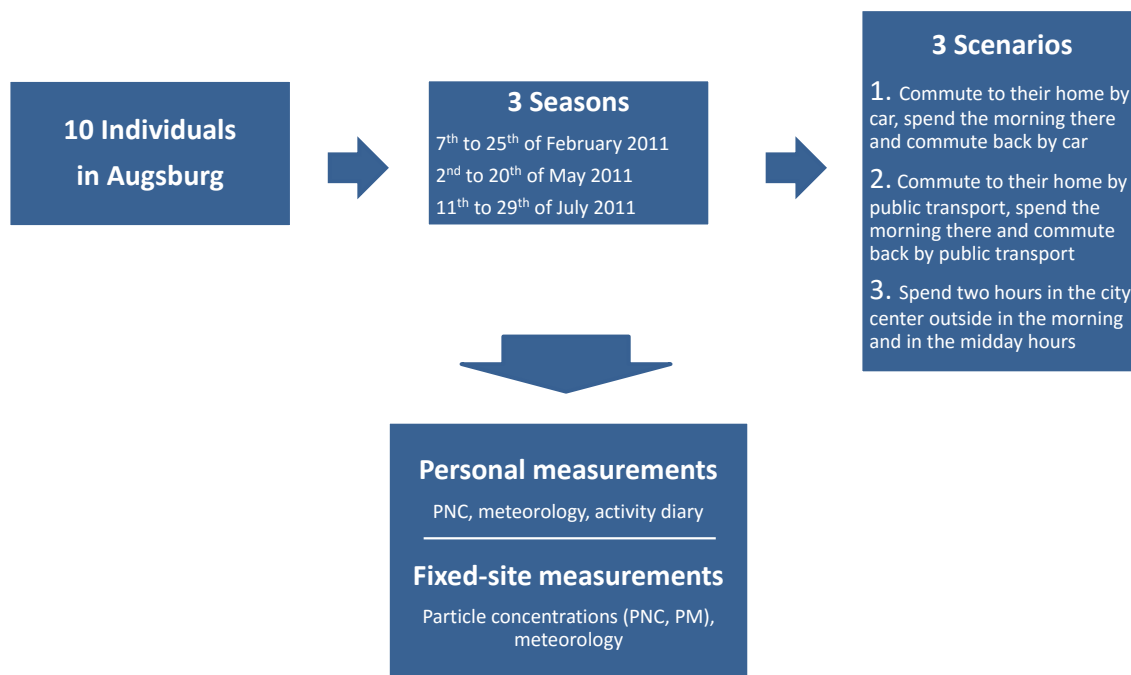 10 Individuals
in Augsburg
3 Seasons
7th to 25th of February 2011
2nd to 20th of May 2011
11th to 29th of July 2011
3 Scenarios
1. Commute to their home by
car, spend the morning there
and commute back by car
2. Commute to their home by
public transport, spend the
morning there and commute
back by public transport
3. Spend two hours in the city
center outside in the morning
and in the midday hours
Personal measurements
PNC, meteorology, activity diary
Fixed-site measurements
Particle concentrations (PNC, PM),
meteorology